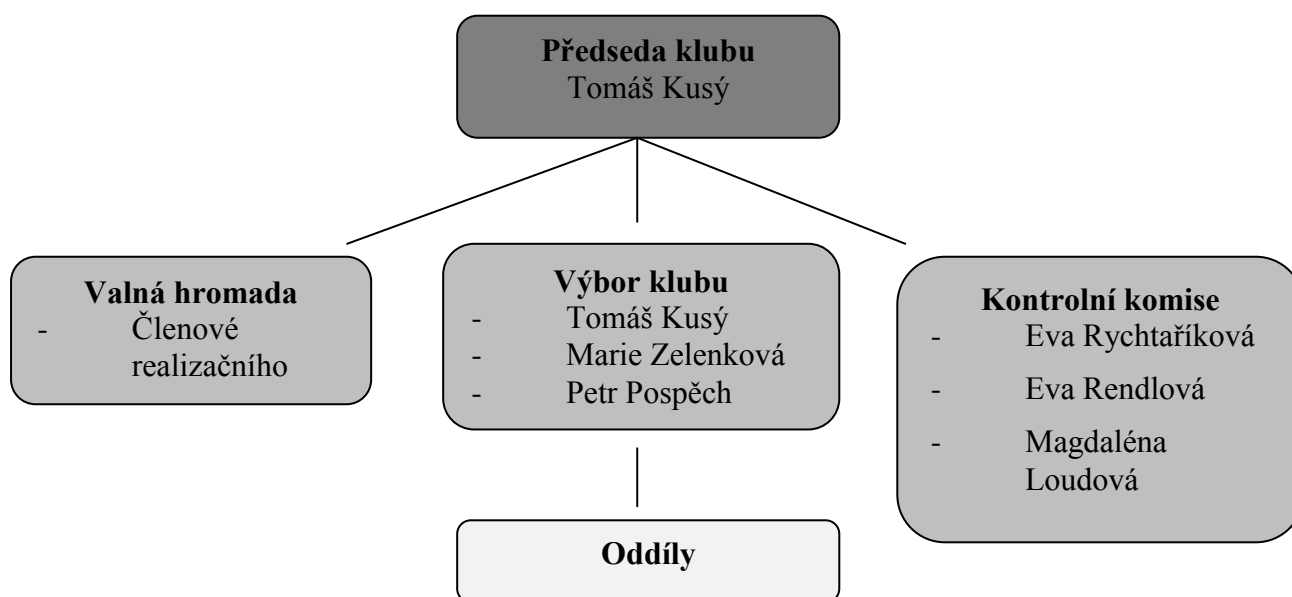 Předseda klubu
Tomáš Kusý
Valná hromada
- Členové
realizačního
Výbor klubu
- Tomáš Kusý
- Marie Zelenková
- Petr Pospěch
Kontrolní komise
- Eva Rychtaříková
- Eva Rendlová
- Magdaléna
Loudová
Oddíly